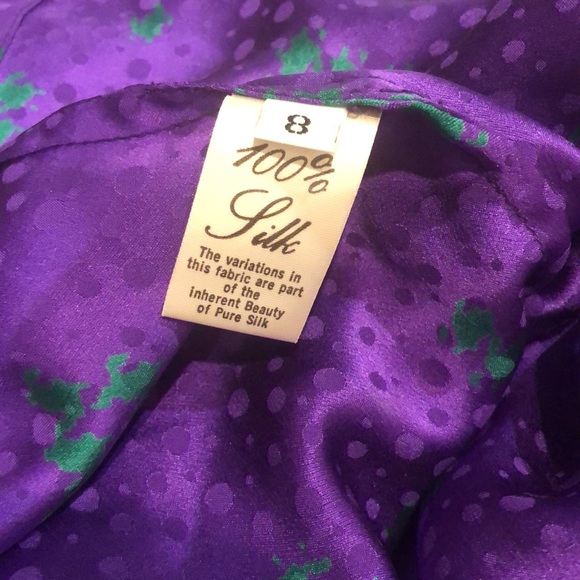 8
100%
Silk
The variations in
this fabric are part
of the
inherent Beauty
of Pure Silk